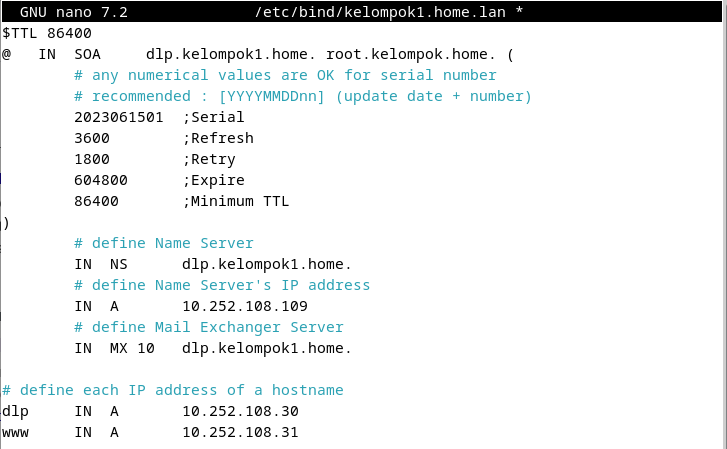 GNU nano 7.2 /etc/bind/kelompok1.home.lan *
$TTL 86400
@ IN SOA dlp.kelompok1.home. root.kelompok.home. (
# any numerical values are OK for serial number
# recommended : [YYYYMMDDnn] (update date + number)
2023061501 ;Serial
3600 ;Refresh
1800 ;Retry
604800 ;Expire
86400 ;Minimum TTL
)
# define Name Server
IN NS dlp.kelompok1.home.
# define Name Server's IP address
IN A 10.252.108.109
# define Mail Exchanger Server
IN MX 10 dlp.kelompok1.home.
# define each IP address of a hostname
dlp IN A 10.252.108.30
www IN A 10.252.108.31